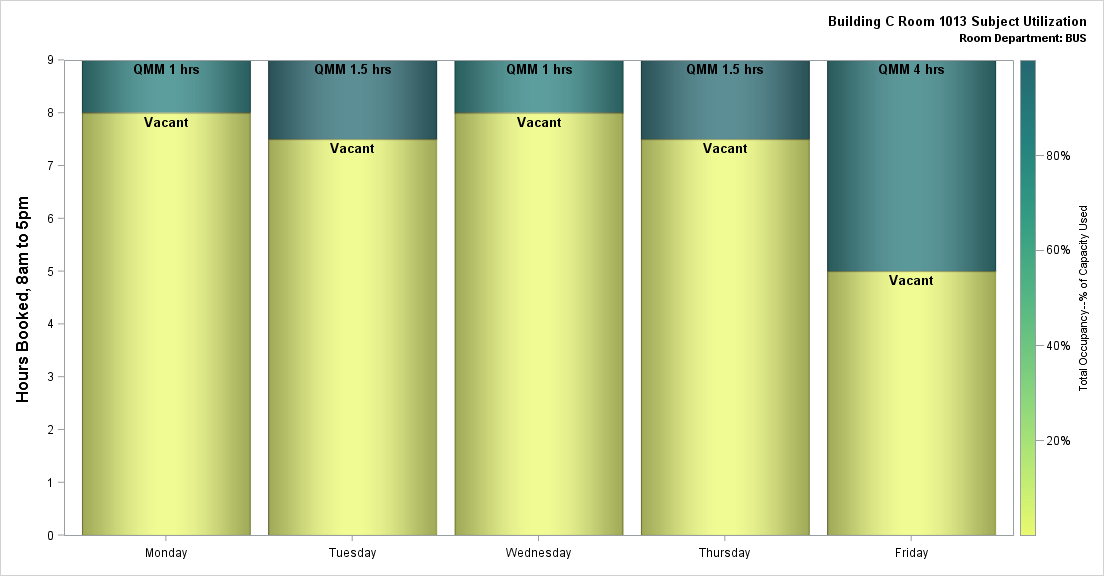 Building C Room 1013 Subject Utilization
Room Department: BUS
Hours Booked, 8am to 5pm
9
8
7
6
5
4
3
2
1
0
QMM 1 hrs
Vacant
QMM 1.5 hrs
Vacant
QMM 1 hrs
Vacant
QMM 1.5 hrs
Vacant
QMM 4 hrs
Vacant
Monday
Tuesday
Wednesday
Thursday
Friday
80%
60%
40%
20%
Total Occupancy--% of Capacity Used